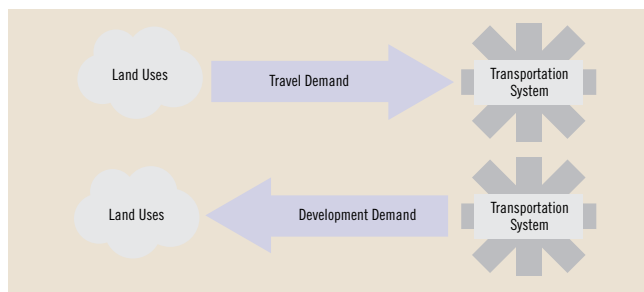 Land Uses
Travel Demand
Transportation
System
Land Uses
Development Demand
Transportation
System